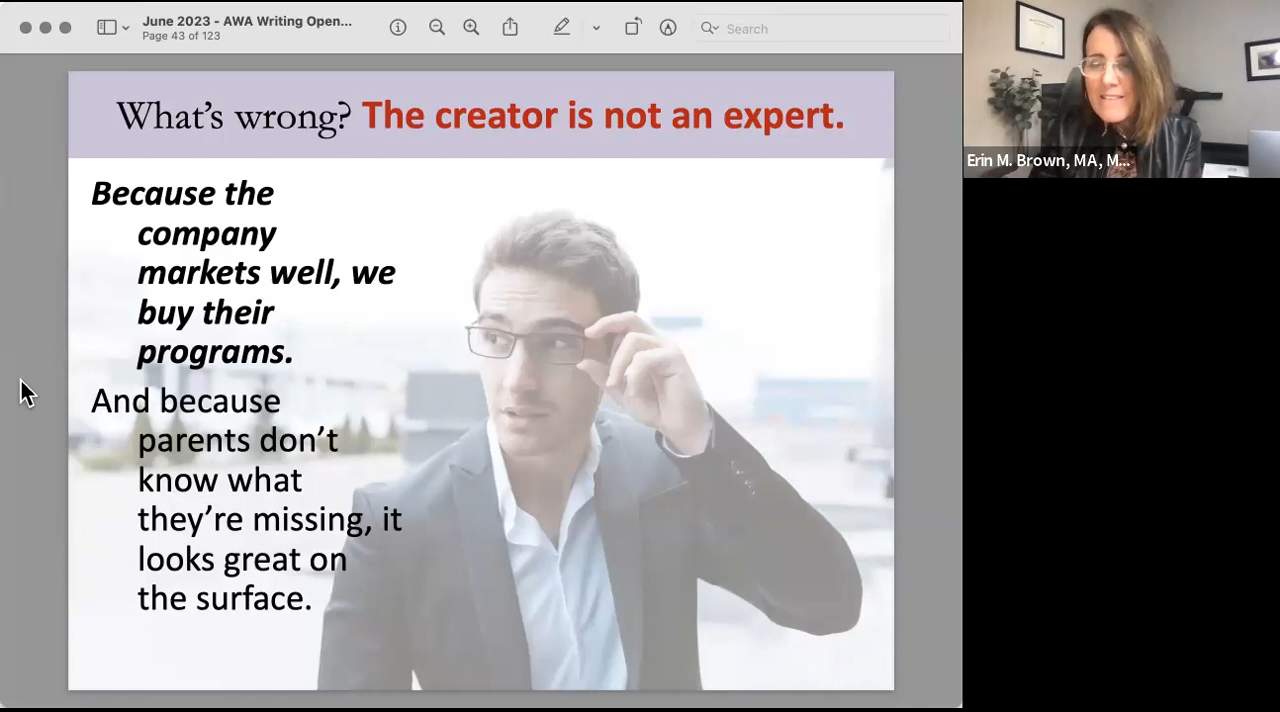 June 2023 - AWA Writing Open...
Page 43 of 123
Search
What's wrong? The creator is not an expert.
Because the
company
markets well, we
buy their
programs.
And because
parents don't
know what
they're missing, it
looks great on
the surface.
Erin M. Brown, MA, M...